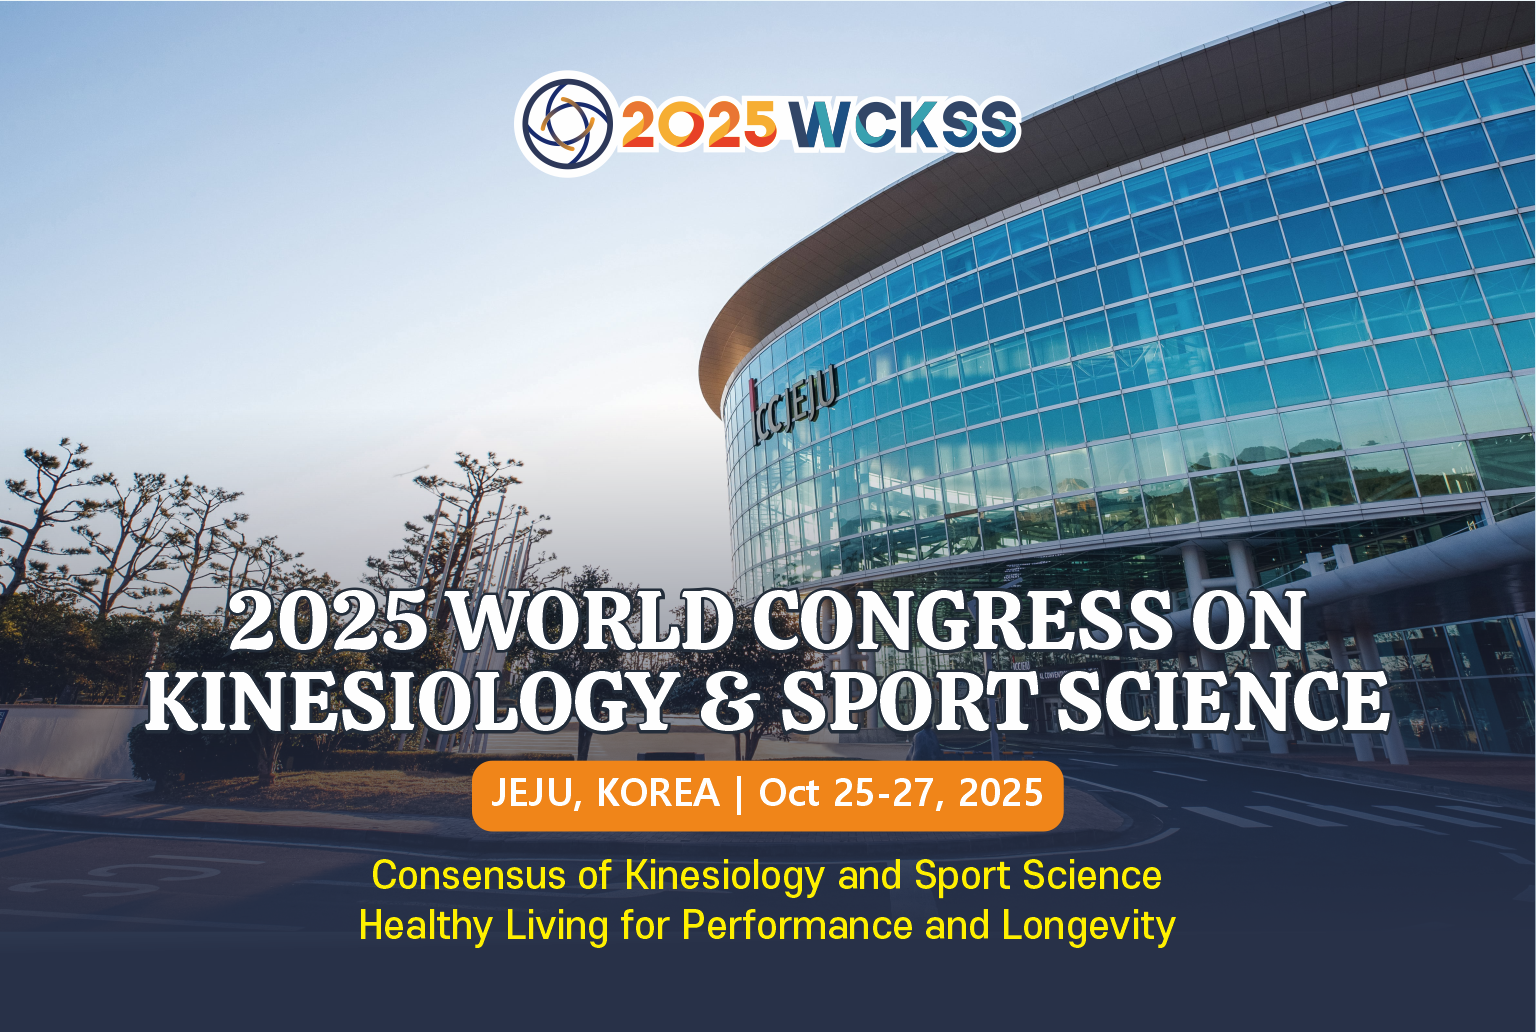 2025 WCKSS
ICCJEJU
2025 WORLD CONGRESS ON
KINESIOLOGY & SPORT SCIENCE
JEJU, KOREA | Oct 25-27, 2025
Consensus of Kinesiology and Sport Science
Healthy Living for Performance and Longevity